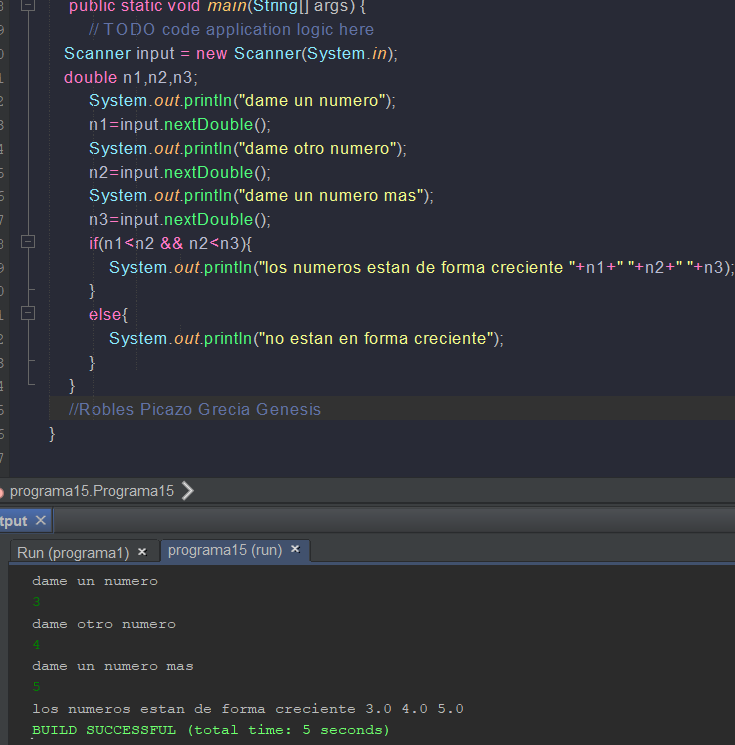 public static void main(String[] args) {
// TODO code application logic here
Scanner input = new Scanner(System.in);
double n1,n2,n3;
System.out.println("dame un numero");
n1=input.nextDouble();
System.out.println("dame otro numero");
n2=input.nextDouble();
System.out.println("dame un numero mas");
n3=input.nextDouble();
if(n1<n2 && n2<n3){
System.out.println("los numeros estan de forma creciente "+n1+" "+n2+" "+n3);
}
else{
System.out.println("no estan en forma creciente");
}
}
//Robles Picazo Grecia Genesis
}
programa15.Programa15
tput
Run (programa1) programa15 (run)
dame un numero
3
dame otro numero
4
dame un numero mas
5
los numeros estan de forma creciente 3.0 4.0 5.0
BUILD SUCCESSFUL (total time: 5 seconds)